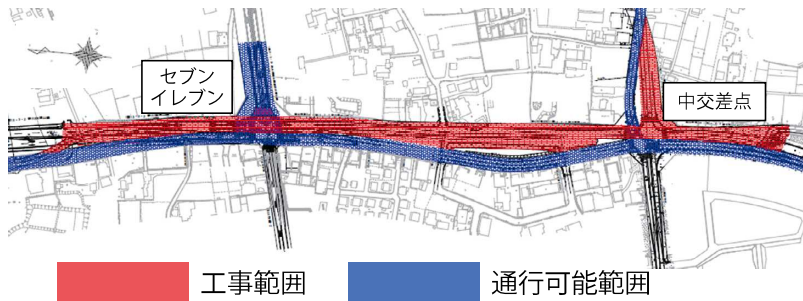 セブン
イレブン
中交差点
工事範囲
通行可能範囲